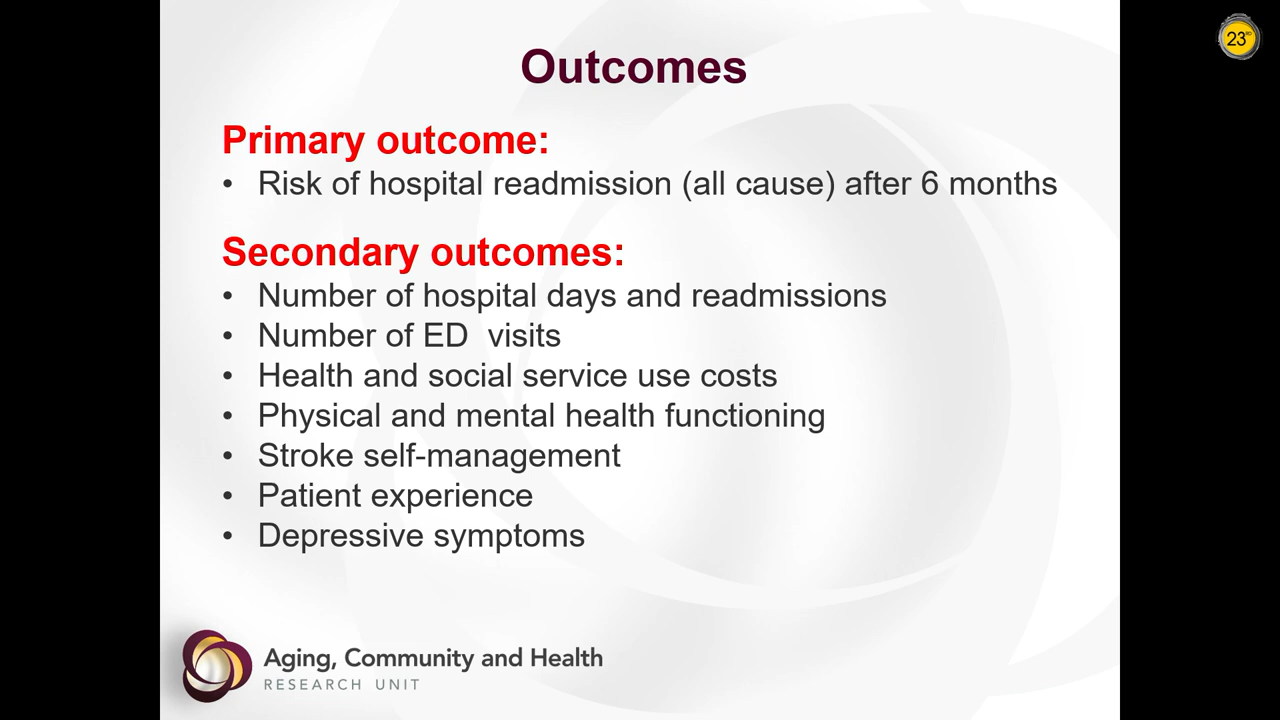 Outcomes
23RD
Primary outcome:
• Risk of hospital readmission (all cause) after 6 months
Secondary outcomes:
• Number of hospital days and readmissions
• Number of ED  visits
• Health and social service use costs
• Physical and mental health functioning
• Stroke self-management
• Patient experience
• Depressive symptoms
Aging, Community and Health
RESEARCH UNIT